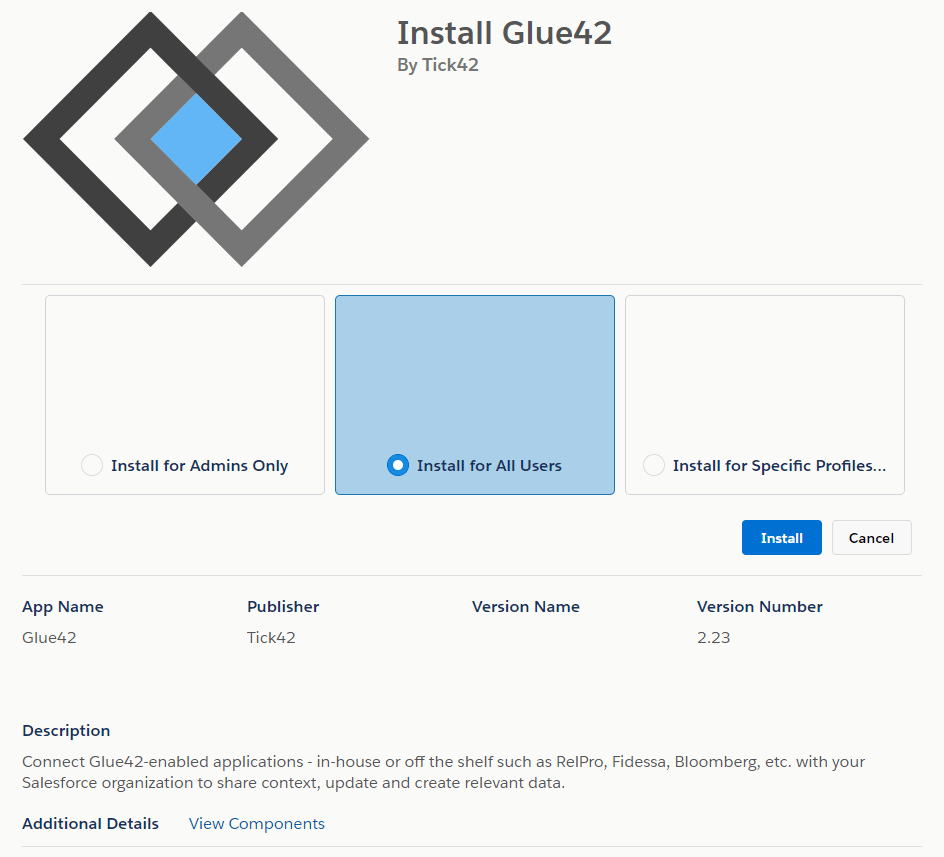 Install Glue42
By Tick42
Install for Admins Only
Install for All Users
Install for Specific Profiles...
Install
Cancel
App Name
Publisher
Version Name
Version Number
Glue42
Tick42
2.23
Description
Connect Glue42-enabled applications - in-house or off the shelf such as RelPro, Fidessa, Bloomberg, etc. with your
Salesforce organization to share context, update and create relevant data.
Additional Details
View Components